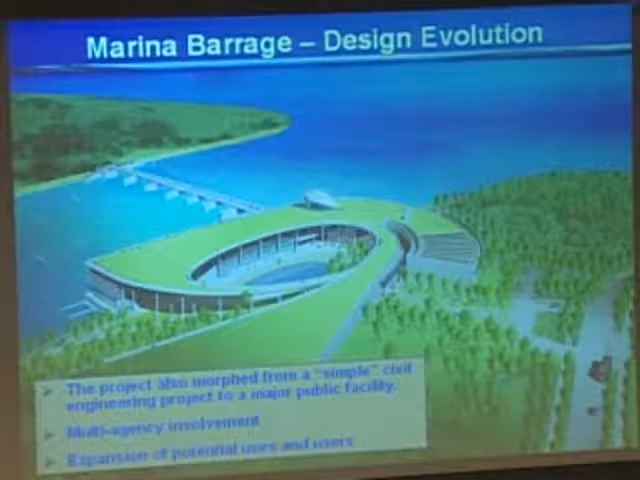 Marina Barrage – Design Evolution
➤ The project also morphed from a "simple" civil
engineering project to a major public facility.
➤ Multi-agency involvement
➤ Expansion of potential uses and users